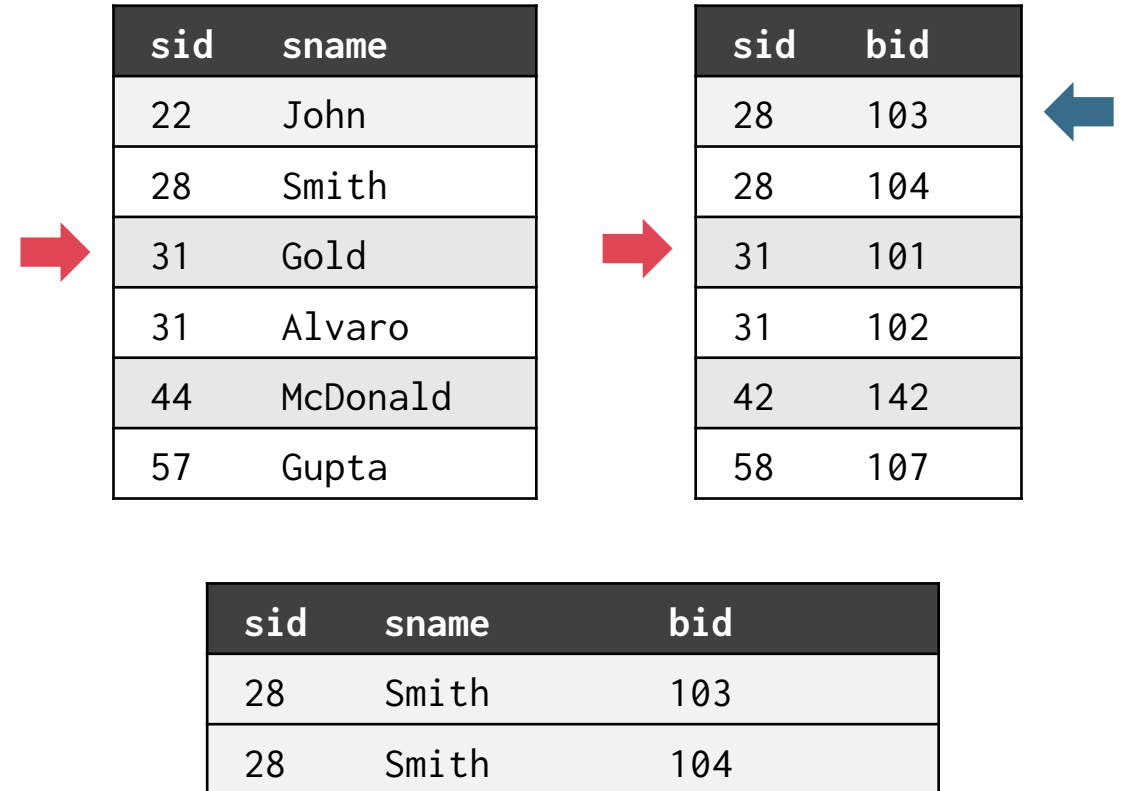 sid sname
22 John
28 Smith
31 Gold
31 Alvaro
44 McDonald
57 Gupta
sid bid
28 103
28 104
31 101
31 102
42 142
58 107
sid sname bid
28 Smith 103
28 Smith 104